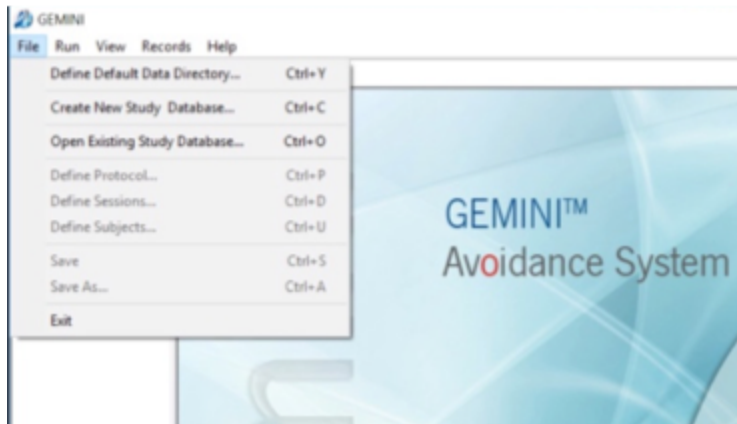 GEMINI
File Run View Records Help
Define Default Data Directory... Ctrl+Y
Create New Study Database... Ctrl+C
Open Existing Study Database... Ctrl+O
Define Protocol... Ctrl+P
Define Sessions... Ctrl+D
Define Subjects... Ctrl+U
Save Ctrl+S
Save As... Ctrl+A
Exit
GEMINI™
Avoidance System